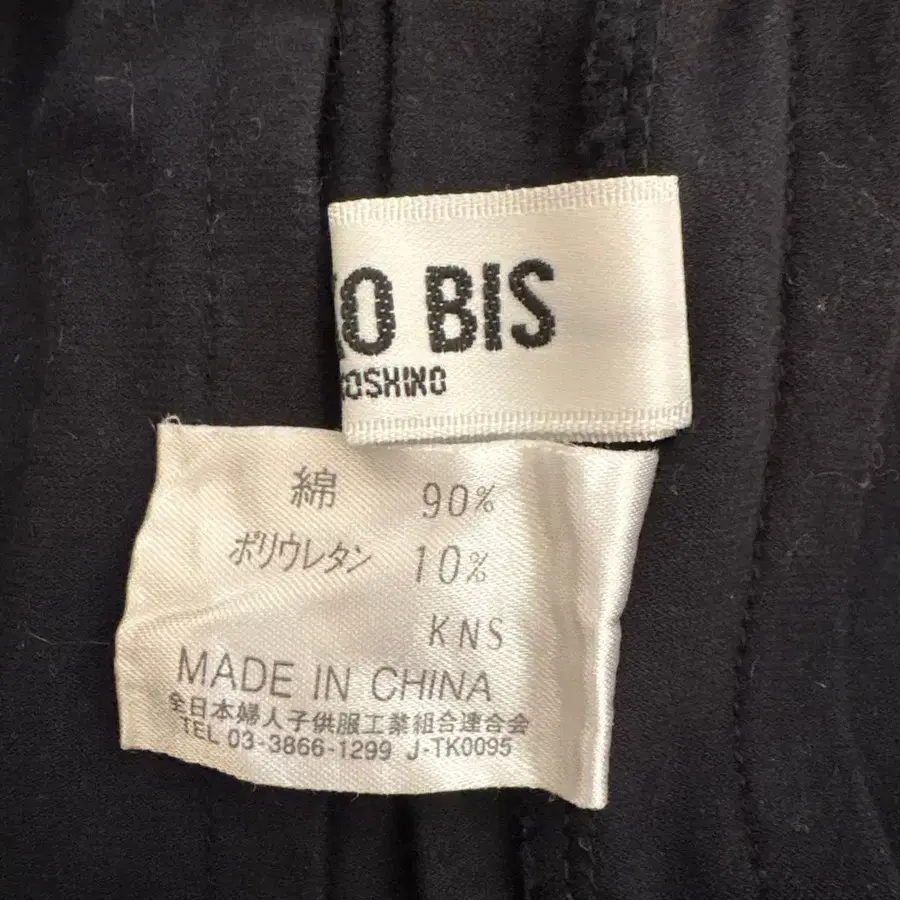 BIS
綿 90%
ポリウレタン 10%
KNS
MADE IN CHINA
全日本婦人子供服工業組合連合会
TEL 03-3866-1299 J-TK0095